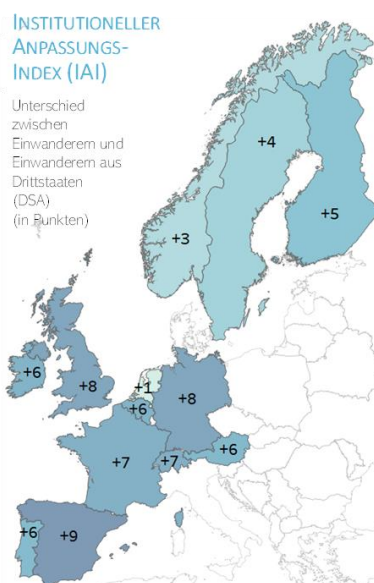 INSTITUTIONELLER
ANPASSUNGS-
INDEX (IAI)
Unterschied
zwischen
Einwanderern und
Einwanderern aus
Drittstaaten
(DSA)
(in Punkten)
+4
+5
+3
+6
+8
+1
+6
+8
+7
+7
+6
+6
+9